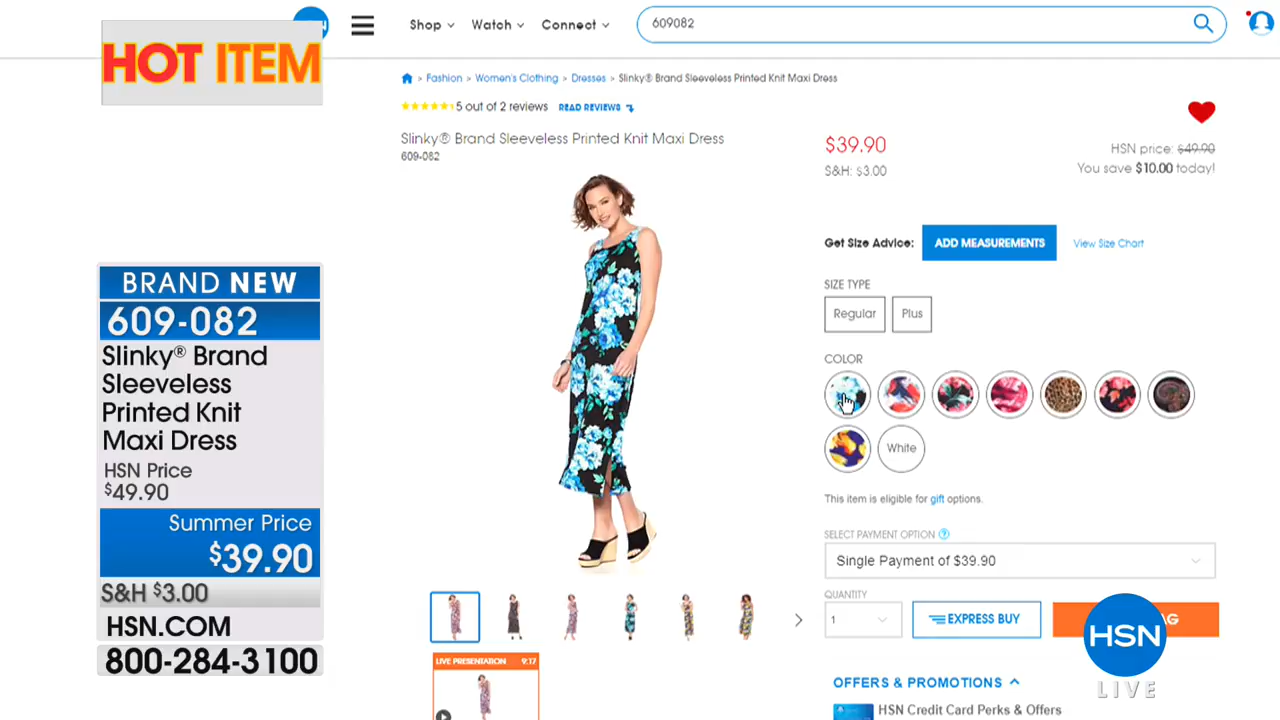 HOT ITEM
Shop
Watch
Connect
609082
Fashion > Women's Clothing > Dresses > Slinky® Brand Sleeveless Printed Knit Maxi Dress
5 out of 2 reviews READ REVIEWS
Slinky® Brand Sleeveless Printed Knit Maxi Dress
609-082
$39.90
S&H: $3.00
HSN price: $49.90
You save $10.00 today!
Get Size Advice: ADD MEASUREMENTS View Size Chart
SIZE TYPE
Regular Plus
COLOR
White
This item is eligible for gift options.
SELECT PAYMENT OPTION ?
Single Payment of $39.90
QUANTITY
1
EXPRESS BUY
LIVE PRESENTATION 9:17
OFFERS & PROMOTIONS
HSN Credit Card Perks & Offers
BRAND NEW
609-082
Slinky® Brand
Sleeveless
Printed Knit
Maxi Dress
HSN Price
$49.90
Summer Price
$39.90
S&H $3.00
HSN.COM
800-284-3100
HSN
LIVE